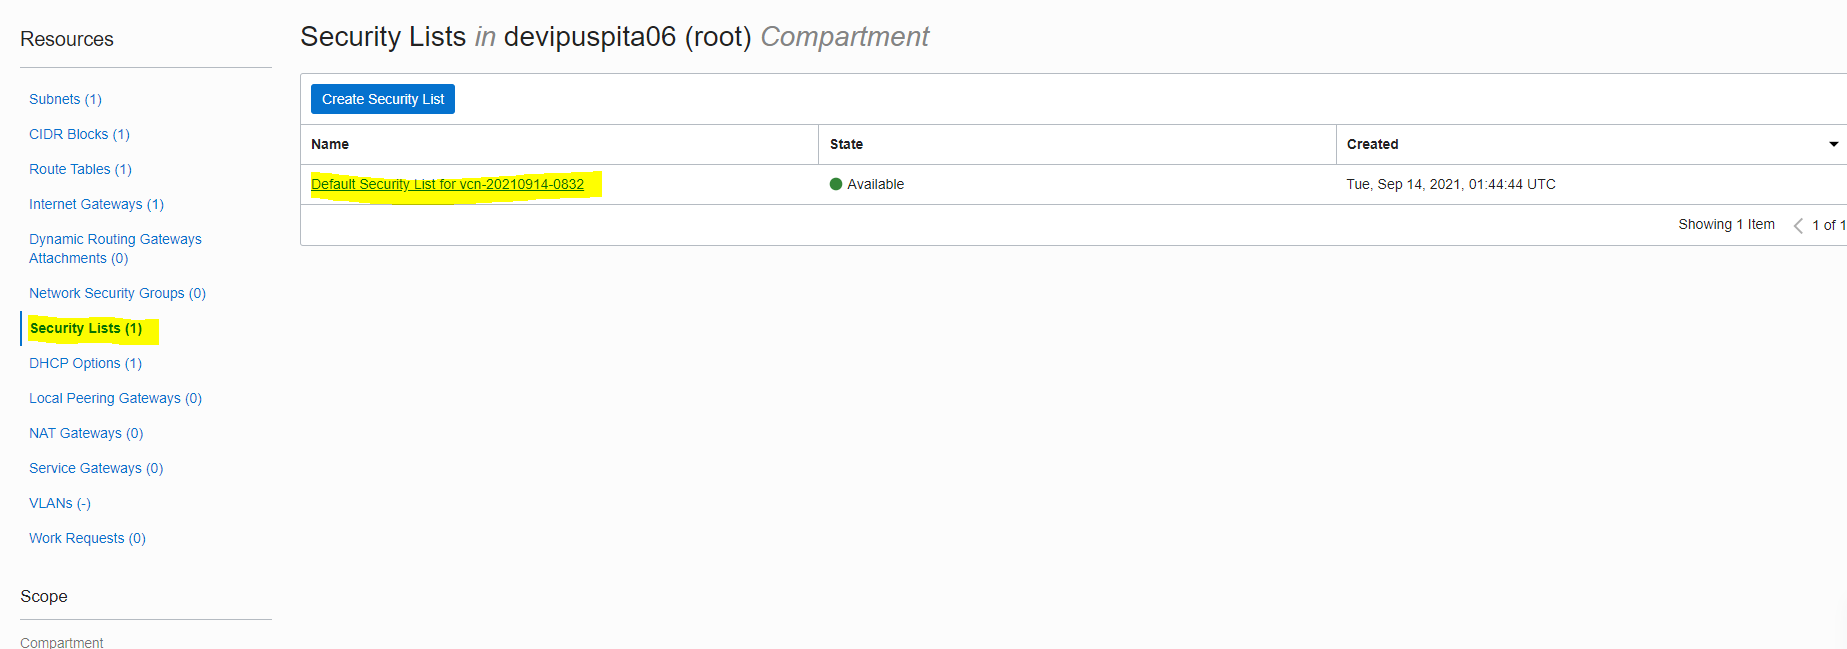 Resources
Subnets (1)
CIDR Blocks (1)
Route Tables (1)
Internet Gateways (1)
Dynamic Routing Gateways
Attachments (0)
Network Security Groups (0)
Security Lists (1)
DHCP Options (1)
Local Peering Gateways (0)
NAT Gateways (0)
Service Gateways (0)
VLANs (-)
Work Requests (0)
Scope
Compartment
Security Lists in devipuspita06 (root) Compartment
Create Security List
Name State Created
Default Security List for vcn-20210914-0832 Available Tue, Sep 14, 2021, 01:44:44 UTC
Showing 1 Item 1 of 1